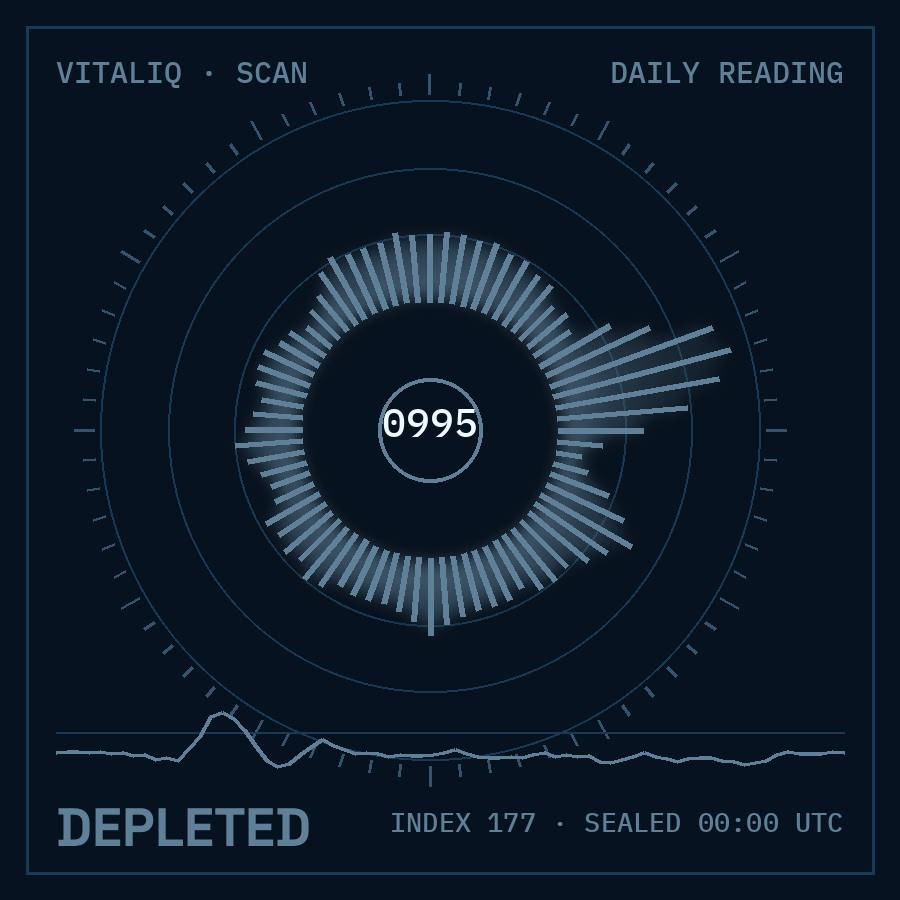 VITALIQ · SCAN
DAILY READING
0995
DEPLETED
INDEX 177 · SEALED 00:00 UTC